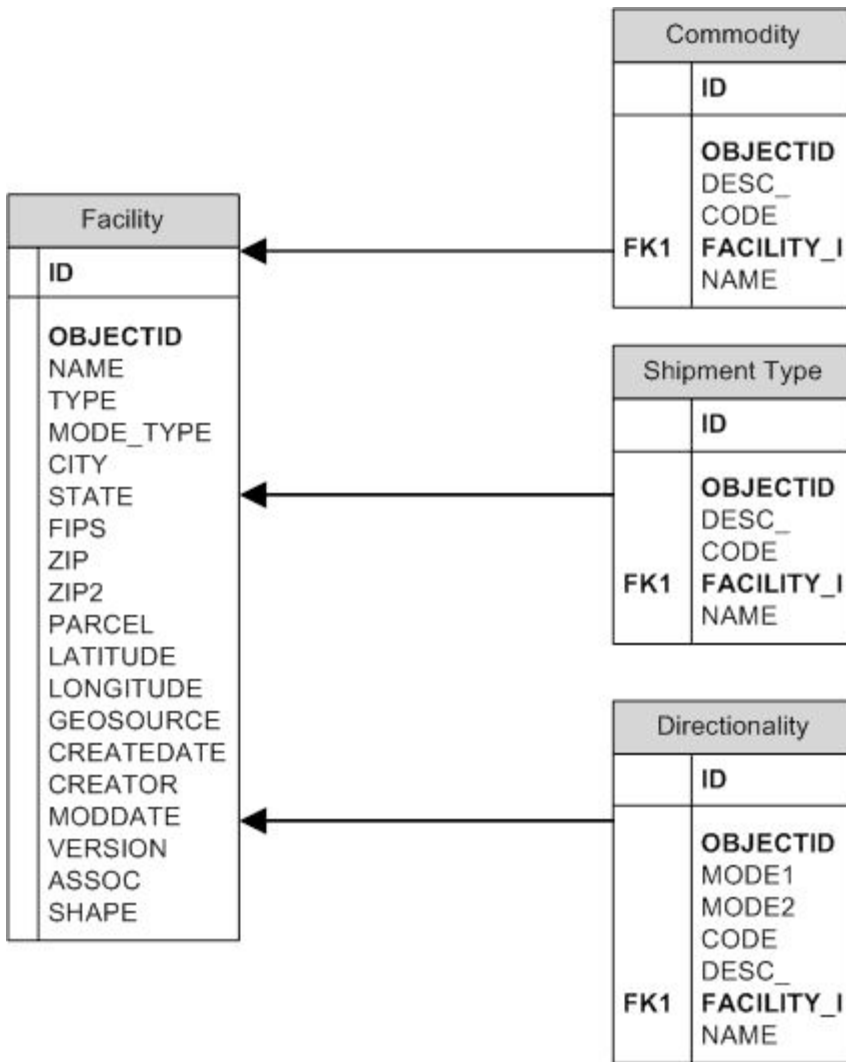 Facility
ID
OBJECTID
NAME
TYPE
MODE_TYPE
CITY
STATE
FIPS
ZIP
ZIP2
PARCEL
LATITUDE
LONGITUDE
GEOSOURCE
CREATEDATE
CREATOR
MODDATE
VERSION
ASSOC
SHAPE
Commodity
ID
OBJECTID
DESC_
CODE
FK1 FACILITY_I
NAME
Shipment Type
ID
OBJECTID
DESC_
CODE
FK1 FACILITY_I
NAME
Directionality
ID
OBJECTID
MODE1
MODE2
CODE
DESC_
FK1 FACILITY_I
NAME